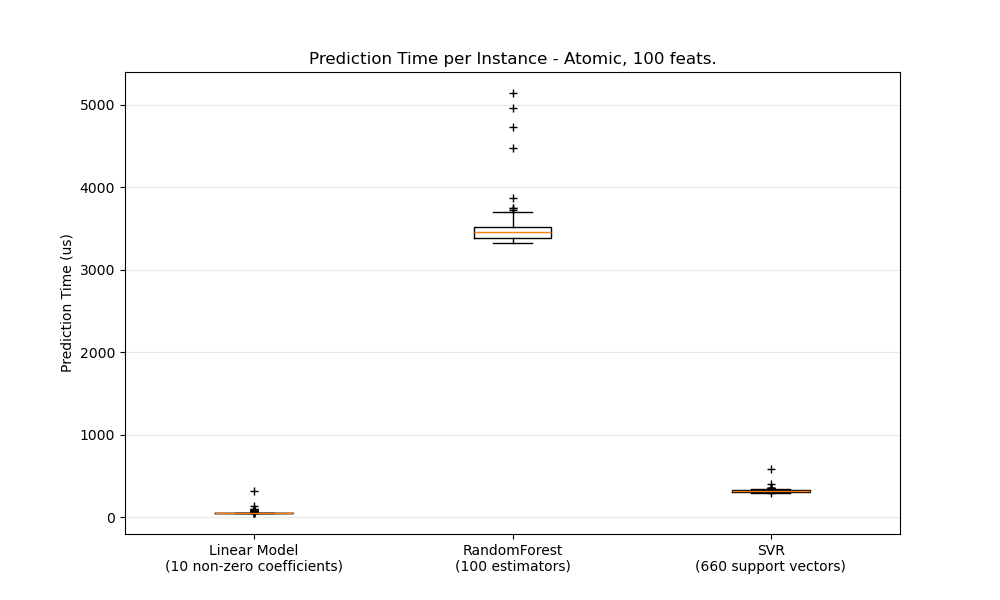 Prediction Time per Instance - Atomic, 100 feats.
Prediction Time (us)
5000
4000
3000
2000
1000
0
Linear Model
(10 non-zero coefficients)
RandomForest
(100 estimators)
SVR
(660 support vectors)